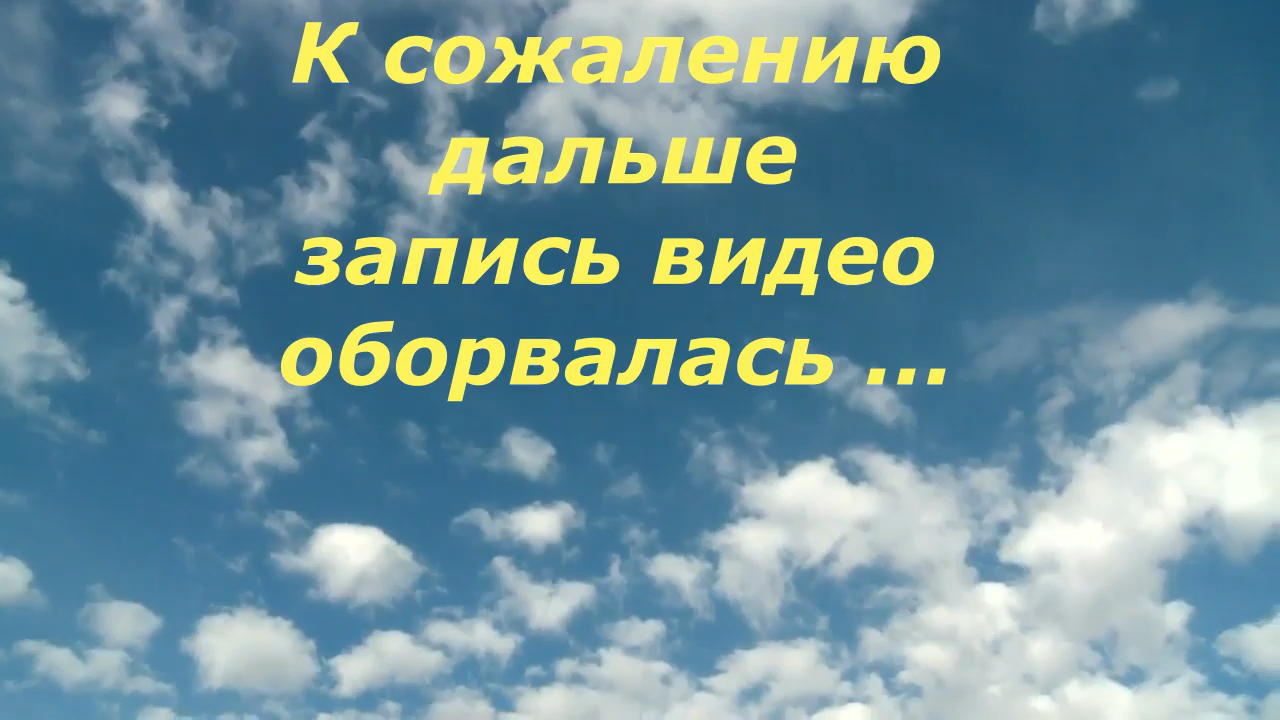 К сожалению
дальше
запись видео
оборвалась ...